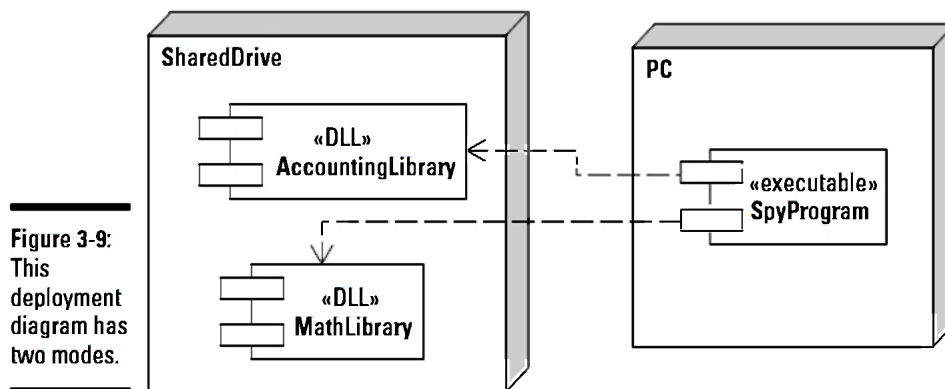 SharedDrive
«DLL»
AccountingLibrary
«DLL»
MathLibrary
PC
«executable»
SpyProgram
Figure 3-9:
This
deployment
diagram has
two modes.